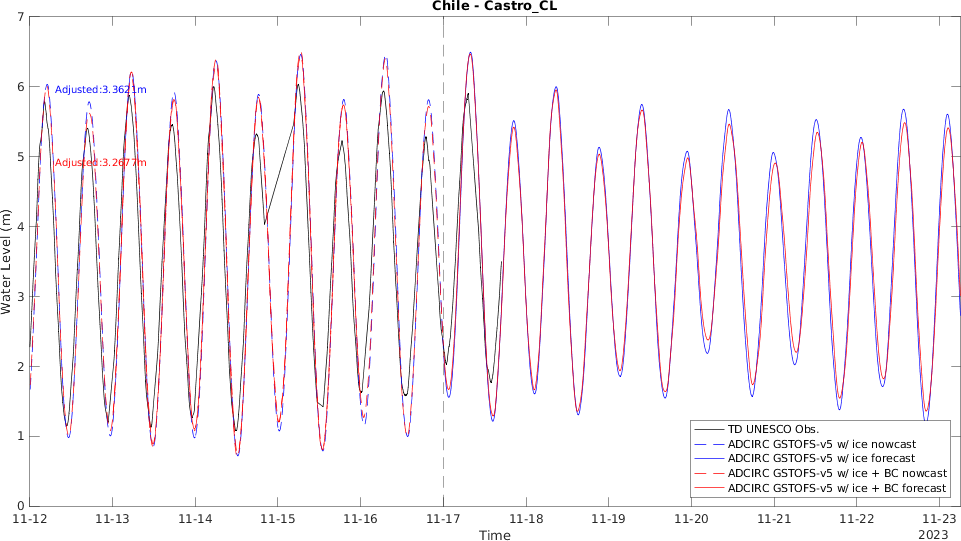 Chile - Castro_CL
7
6
5
4
3
2
1
0
Water Level (m)
Adjusted:3.3621m
Adjusted:3.2677m
TD UNESCO Obs.
ADCIRC GSTOFS-v5 w/ ice nowcast
ADCIRC GSTOFS-v5 w/ ice forecast
ADCIRC GSTOFS-v5 w/ ice + BC nowcast
ADCIRC GSTOFS-v5 w/ ice + BC forecast
11-12 11-13 11-14 11-15 11-16 11-17 11-18 11-19 11-20 11-21 11-22 11-23
Time
2023